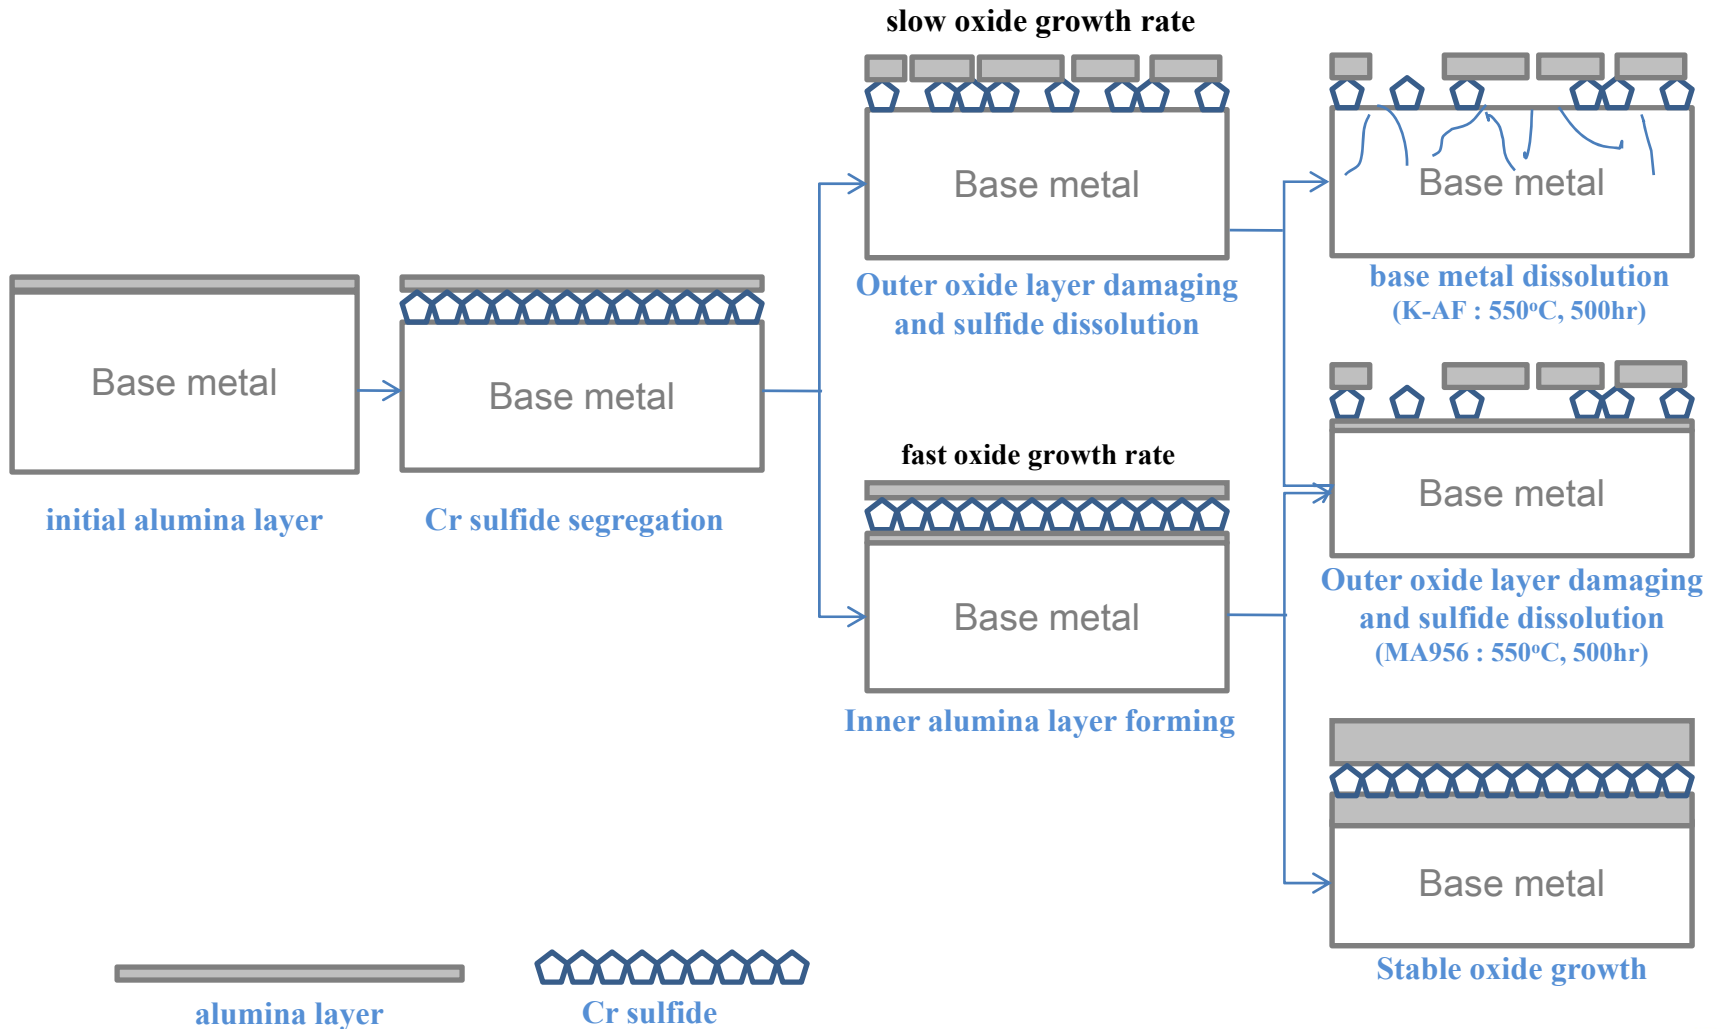 slow oxide growth rate
Base metal
Outer oxide layer damaging
and sulfide dissolution
Base metal
base metal dissolution
(K-AF : 550°C, 500hr)
Base metal
initial alumina layer
Base metal
Cr sulfide segregation
fast oxide growth rate
Base metal
Inner alumina layer forming
Base metal
Outer oxide layer damaging
and sulfide dissolution
(MA956 : 550°C, 500hr)
Base metal
Stable oxide growth
alumina layer
Cr sulfide